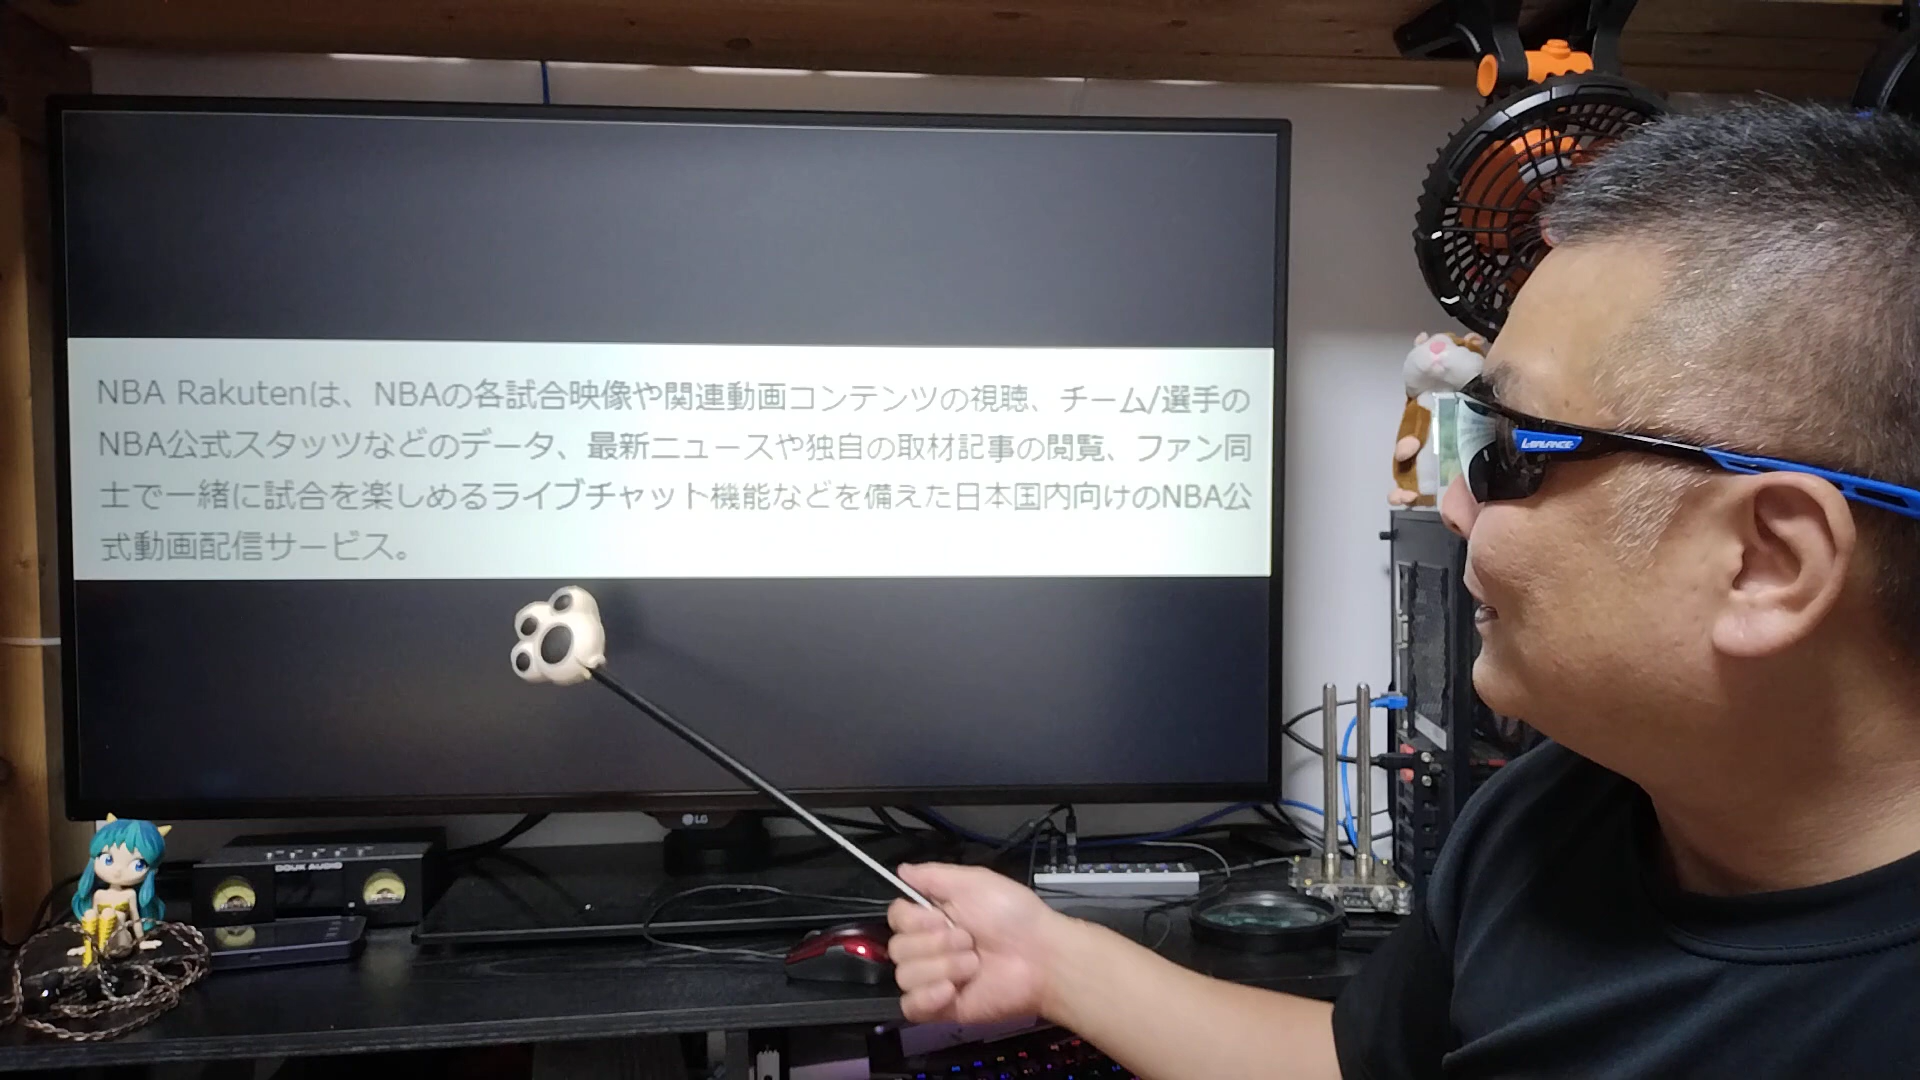 NBA Rakutenは、NBAの各試合映像や関連動画コンテンツの視聴、チーム/選手の
NBA公式スタッツなどのデータ、最新ニュースや独自の取材記事の閲覧、ファン同
士で一緒に試合を楽しめるライブチャット機能などを備えた日本国内向けのNBA公
式動画配信サービス。
LG
DOUK AUDIO